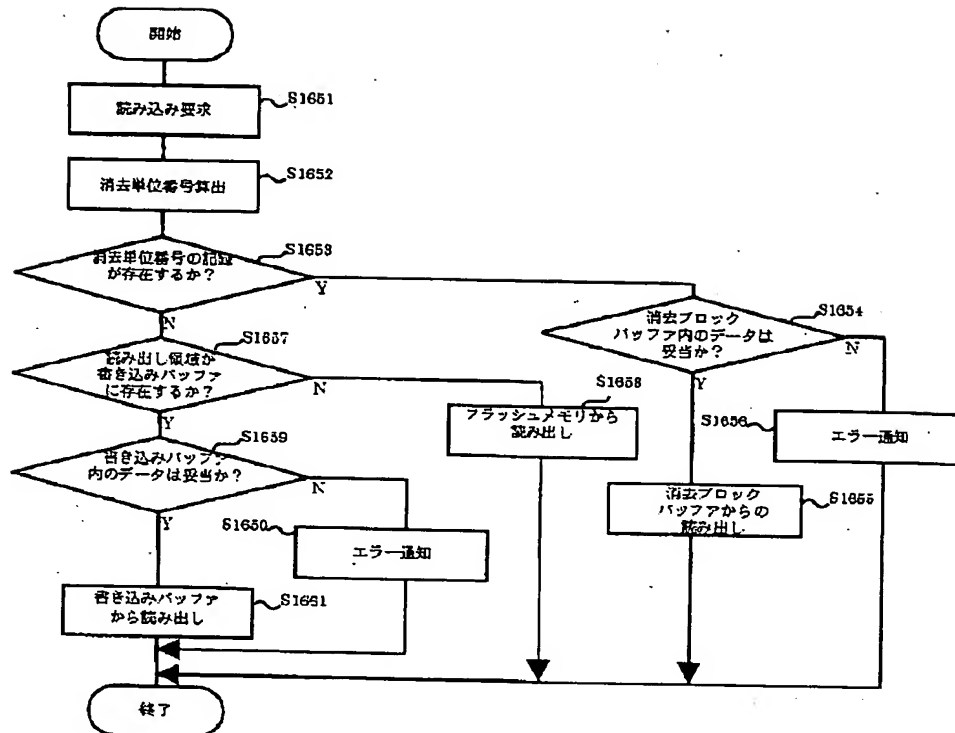 開始
読み込み要求
S1651
消去単位番号算出
S1652
消去単位番号の記録
が存在するか？
S1653
Y
N
消去ブロック
バッファ内のデータは
妥当か？
S1654
N
Y
読み出し領域が
書き込みバッファ
に存在するか？
S1657
N
Y
フラッシュメモリから
読み出し
S1658
エラー通知
S1656
書き込みバッファ
内のデータは妥当か？
S1659
N
Y
消去ブロック
バッファからの
読み出し
S1655
エラー通知
S1650
書き込みバッファ
から読み出し
S1661
終了